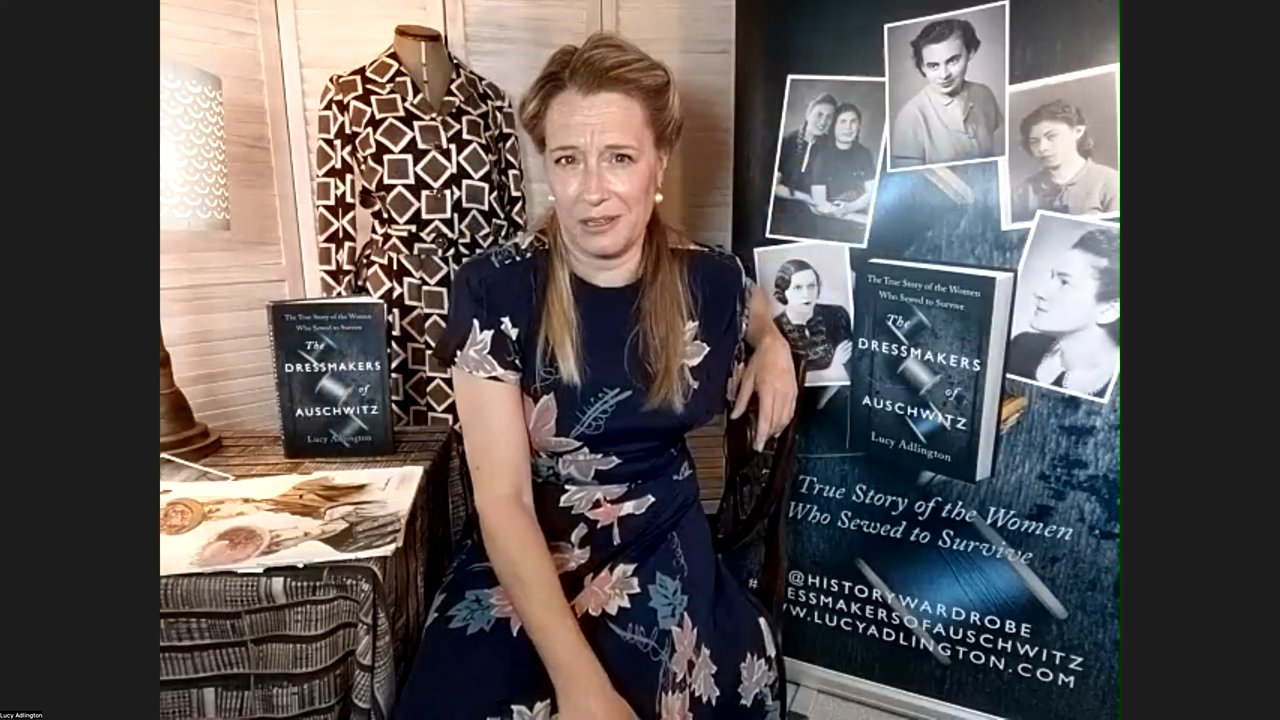 The True Story of the Women
Who Sewed to Survive
The
DRESSMAKERS
of
AUSCHWITZ
Lucy Adlington
The True Story of the Women
Who Sewed to Survive
The
DRESSMAKERS
of
AUSCHWITZ
Lucy Adlington
True Story of the Women
Who Sewed to Survive
@HISTORYWARDROBE
# ESSMAKERSOFAUSCHWITZ
W.LUCYADLINGTON.COM
Lucy Adlington